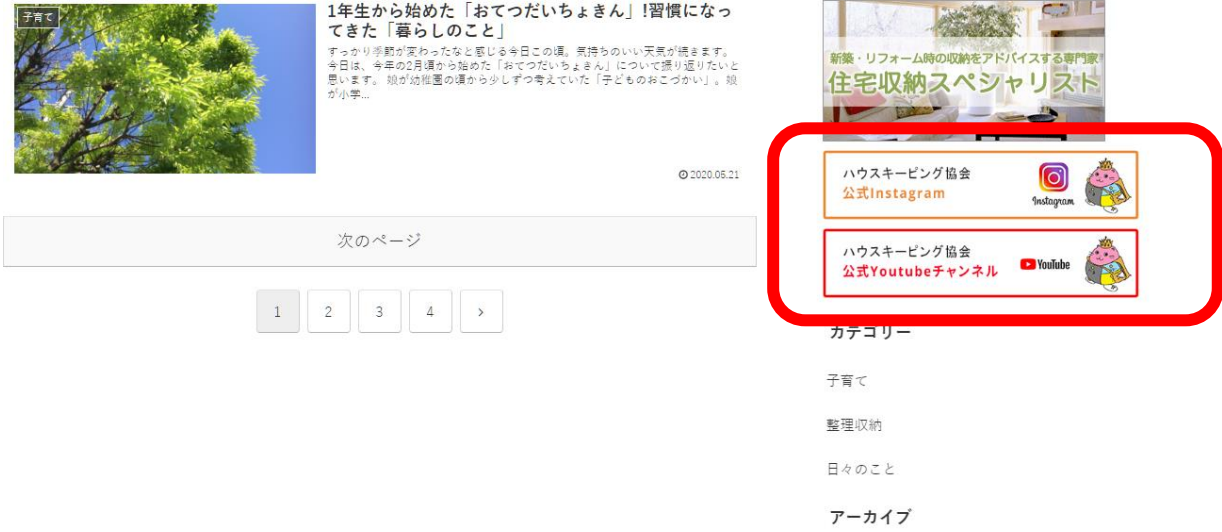 子育て
1年生から始めた「おてつだいちょきん」!習慣になっ
てきた「暮らしのこと」
すっかり季節が変わったなと感じる今日この頃。気持ちのいい天気が続きます。
今日は、今年の2月頃から始めた「おてつだいちょきん」について振り返りたいと
思います。 娘が幼稚園の頃から少しずつ考えていた「子どものおこづかい」。娘
が小学...
2020.05.21
次のページ
1 2 3 4 >
新築・リフォーム時の収納をアドバイスする専門家
住宅収納スペシャリスト
ハウスキーピング協会
公式Instagram
Instagram
ハウスキーピング協会
公式Youtubeチャンネル
YouTube
カテゴリー
子育て
整理収納
日々のこと
アーカイブ